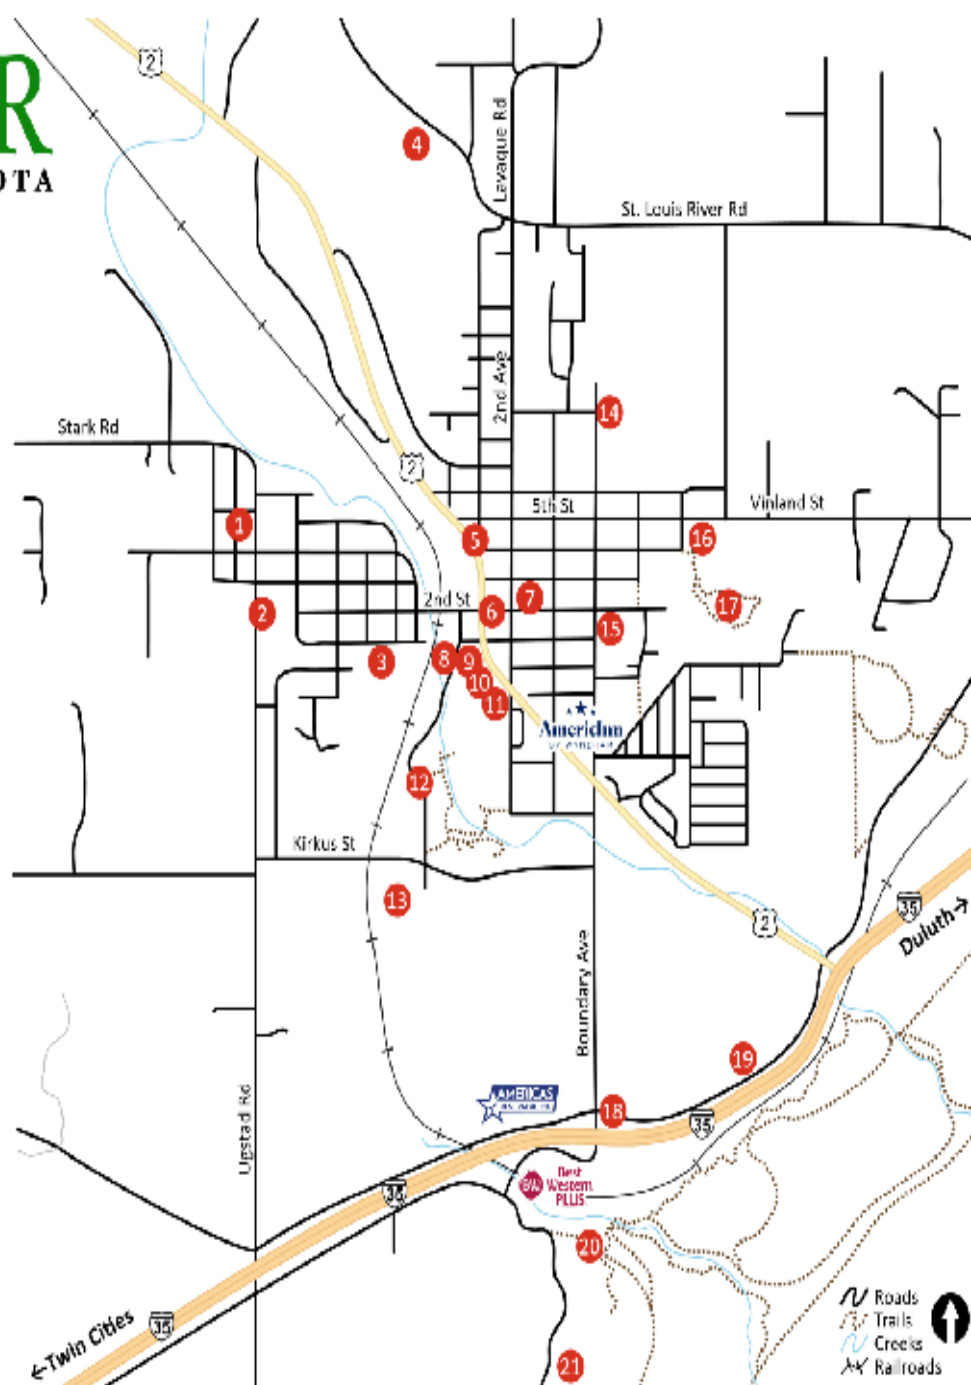 R
OTA
2
4
Lavaque Rd
St. Louis River Rd
2nd Ave
14
Stark Rd
2
5th St
Vinland St
1
5
16
2
2nd St
6
7
15
17
3
8
9
10
11
AmericInn
12
Kirkus St
13
2
35
Duluth→
Boundary Ave
19
Ugstad Rd
AMERICAS
18
35
35
BW
Best
Western
PLUS
20
←Twin Cities
35
21
Roads
Trails
Creeks
Railroads